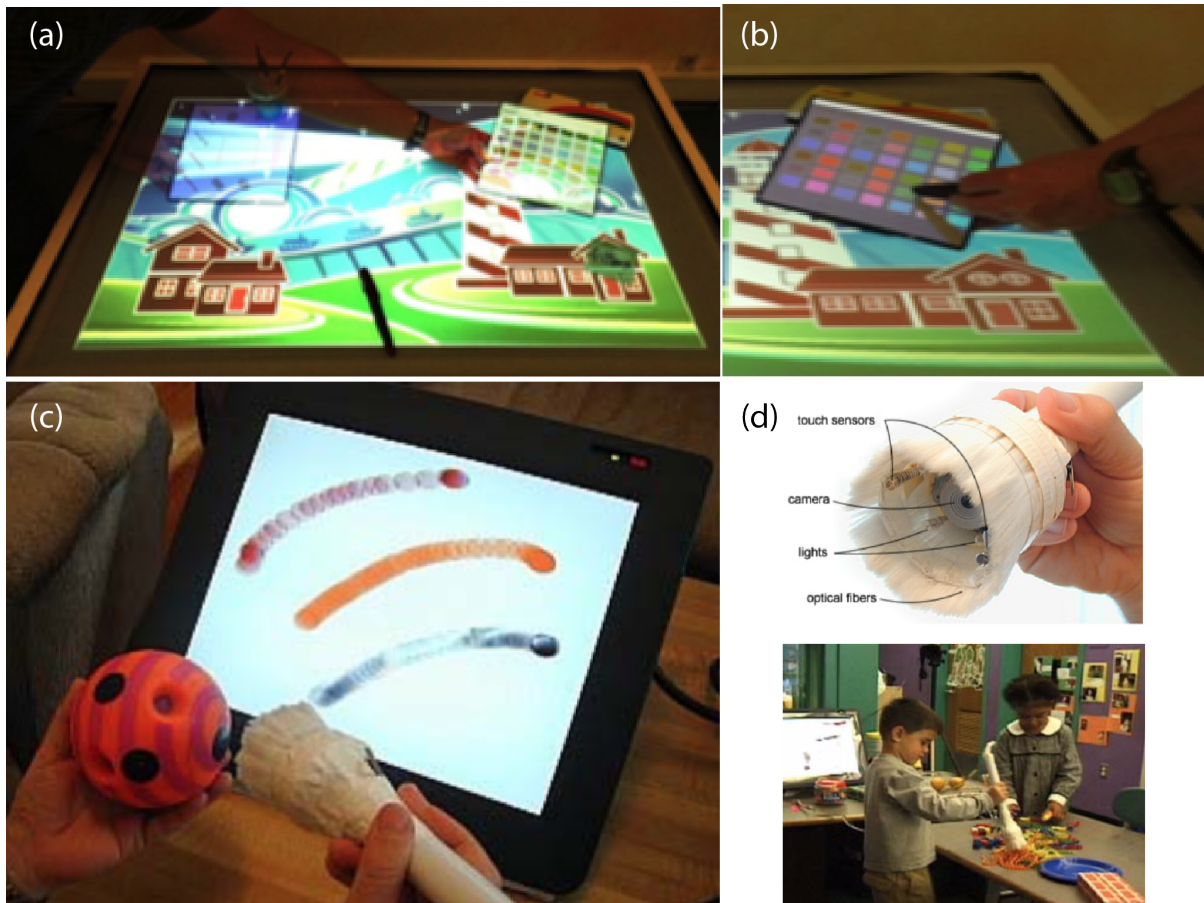 (a)
(b)
(c)
(d)
touch sensors
camera
lights
optical fibers